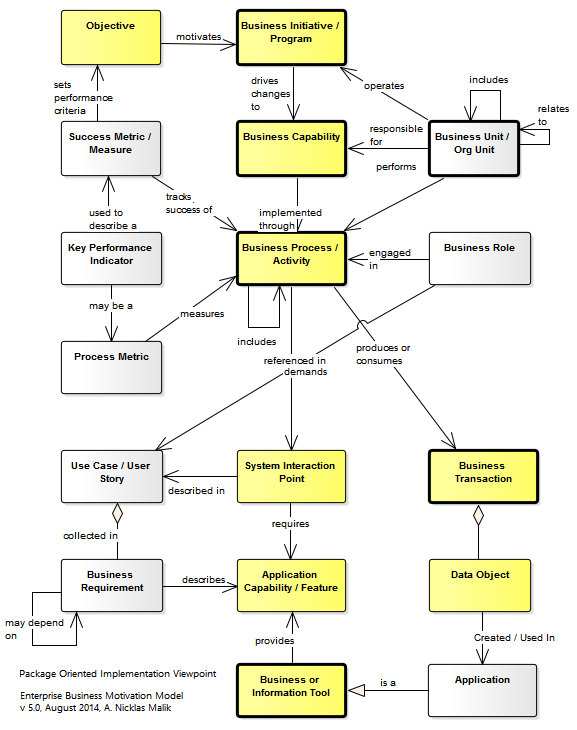 Objective
motivates
Business Initiative /
Program
sets
performance
criteria
drives
changes
to
operates
includes
relates
to
Success Metric /
Measure
Business Capability
responsible
for
Business Unit /
Org Unit
performs
tracks
success of
used to
describe a
implemented
through
Key Performance
Indicator
Business Process /
Activity
engaged
in
Business Role
may be a
measures
includes
Process Metric
referenced in
demands
produces or
consumes
Use Case / User
Story
described in
System Interaction
Point
Business
Transaction
collected in
requires
Business
Requirement
describes
Application
Capability / Feature
Data Object
may depend
on
provides
Created / Used In
Package Oriented Implementation Viewpoint
Business or
Information Tool
is a
Application
Enterprise Business Motivation Model
v 5.0, August 2014, A. Nicklas Malik